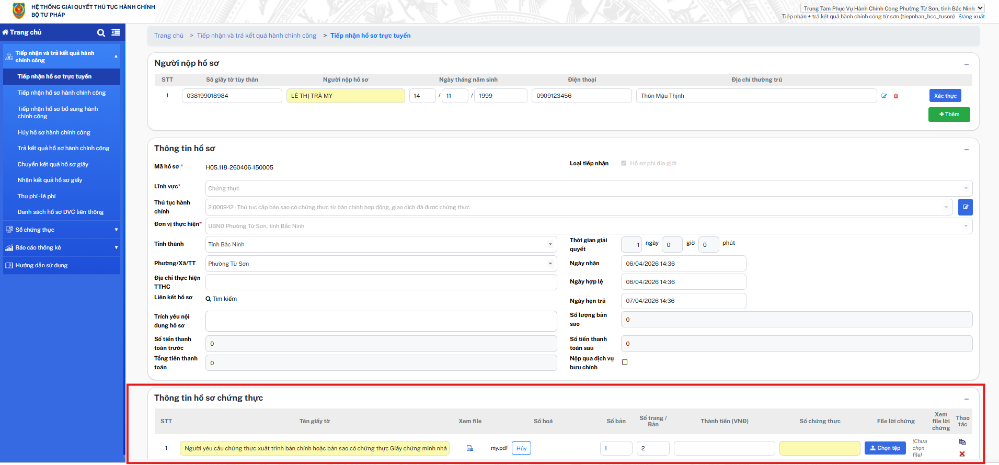 HỆ THỐNG GIẢI QUYẾT THỦ TỤC HÀNH CHÍNH
BỘ TƯ PHÁP
Trung Tâm Phục Vụ Hành Chính Công Phường Từ Sơn, tỉnh Bắc Ninh
Tiếp nhận + trả kết quả hành chính công từ sơn (tiepnhan_hcc_tuson) Đăng xuất
Trang chủ
Tiếp nhận và trả kết quả hành
chính công
Tiếp nhận hồ sơ trực tuyến
Tiếp nhận hồ sơ hành chính công
Tiếp nhận hồ sơ bổ sung hành
chính công
Hủy hồ sơ hành chính công
Trả kết quả hồ sơ hành chính công
Chuyển kết quả hồ sơ giấy
Nhận kết quả hồ sơ giấy
Thu phí - lệ phí
Danh sách hồ sơ DVC liên thông
Sổ chứng thực
Báo cáo thống kê
Hướng dẫn sử dụng
Trang chủ > Tiếp nhận và trả kết quả hành chính công > Tiếp nhận hồ sơ trực tuyến
Người nộp hồ sơ
STT Số giấy tờ tùy thân Người nộp hồ sơ Ngày tháng năm sinh Điện thoại Địa chỉ thường trú
1 038199018984 LÊ THỊ TRÀ MY 14 / 11 / 1999 0909123456 Thôn Mậu Thịnh Xác thực
+ Thêm
Thông tin hồ sơ
Mã hồ sơ * H05.118-260406-150005 Loại tiếp nhận Hồ sơ phi địa giới
Lĩnh vực* Chứng thực
Thủ tục hành
chính
2.000942 - Thủ tục cấp bản sao có chứng thực từ bản chính hợp đồng, giao dịch đã được chứng thực
Đơn vị thực hiện* UBND Phường Từ Sơn, tỉnh Bắc Ninh
Tỉnh thành Tỉnh Bắc Ninh
Thời gian giải
quyết
1 ngày 0 giờ 0 phút
Phường/Xã/TT Phường Từ Sơn Ngày nhận 06/04/2026 14:36
Địa chỉ thực hiện
TTHC
Ngày hợp lệ 06/04/2026 14:36
Liên kết hồ sơ Tìm kiếm Ngày hẹn trả 07/04/2026 14:36
Trích yếu nội
dung hồ sơ
Số lượng bản
sao
0
Số tiền thanh
toán trước
0
Số tiền thanh
toán sau
0
Tổng tiền thanh
toán
0
Nộp qua dịch vụ
bưu chính
Thông tin hồ sơ chứng thực
STT Tên giấy tờ Xem file Số hoá Số bản Số trang /
Bản
Thành tiền (VNĐ) Số chứng thực File lời chứng Xem
file lời
chứng
Thao
tác
1 Người yêu cầu chứng thực xuất trình bản chính hoặc bản sao có chứng thực Giấy chứng minh nhâ my.pdf Hủy 1 2 Chọn tệp (Chưa
chọn
file)